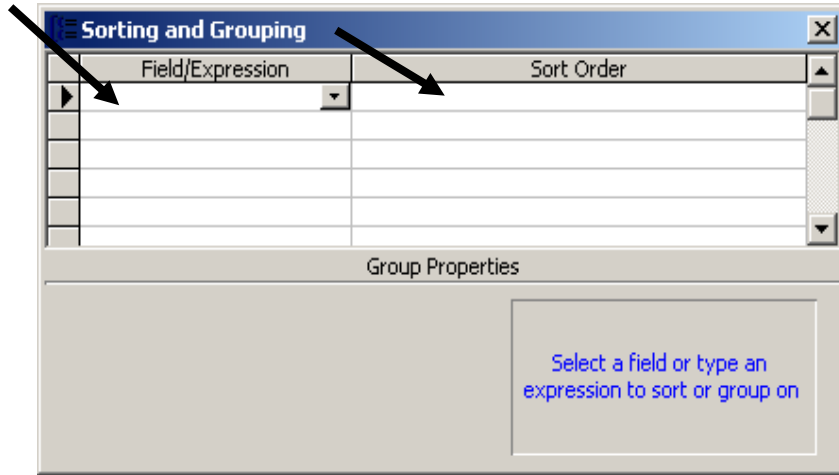 Sorting and Grouping
Field/Expression Sort Order
Group Properties
Select a field or type an
expression to sort or group on